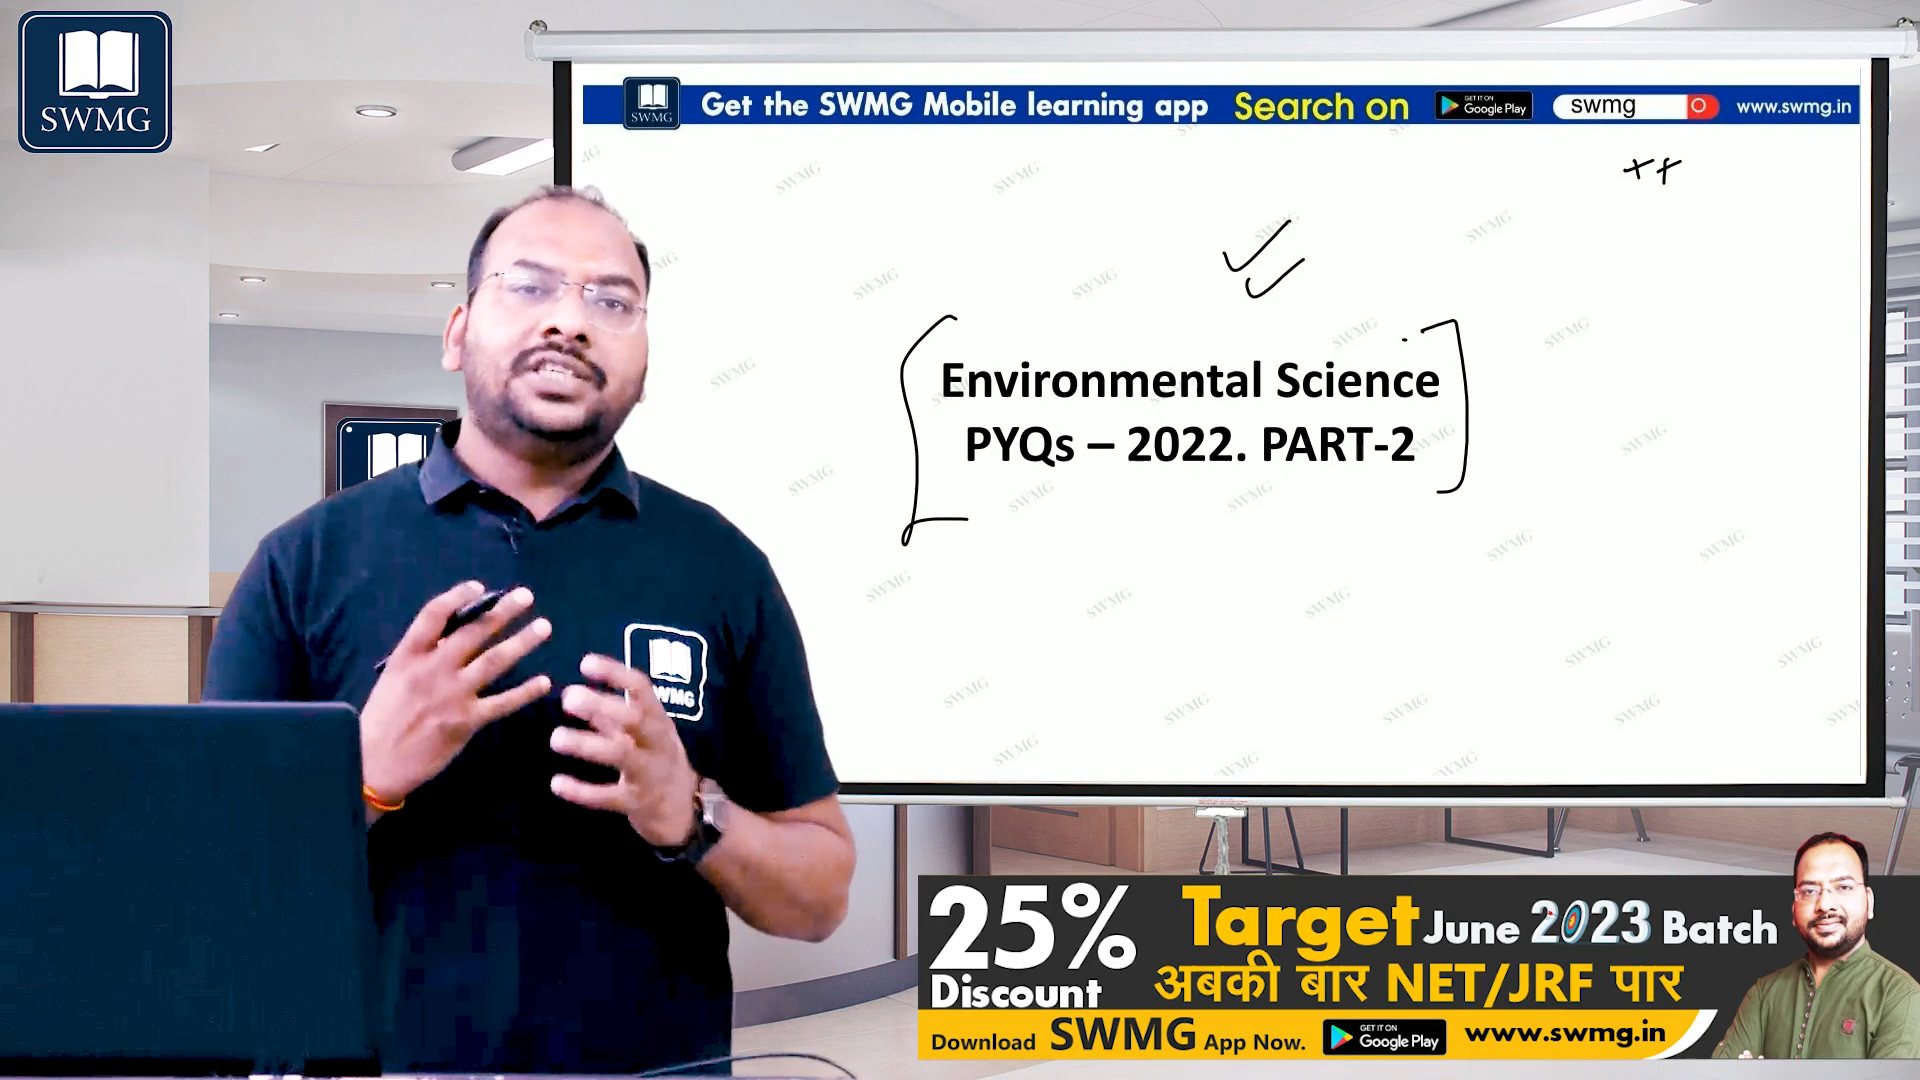 SWMG
SWMG
Get the SWMG Mobile learning app Search on GET IT ON Google Play swmg www.swmg.in
Environmental Science
PYQs – 2022. PART-2
SWMG
25% Discount
Target June 2023 Batch
अबकी बार NET/JRF पार
Download SWMG App Now. GET IT ON Google Play www.swmg.in